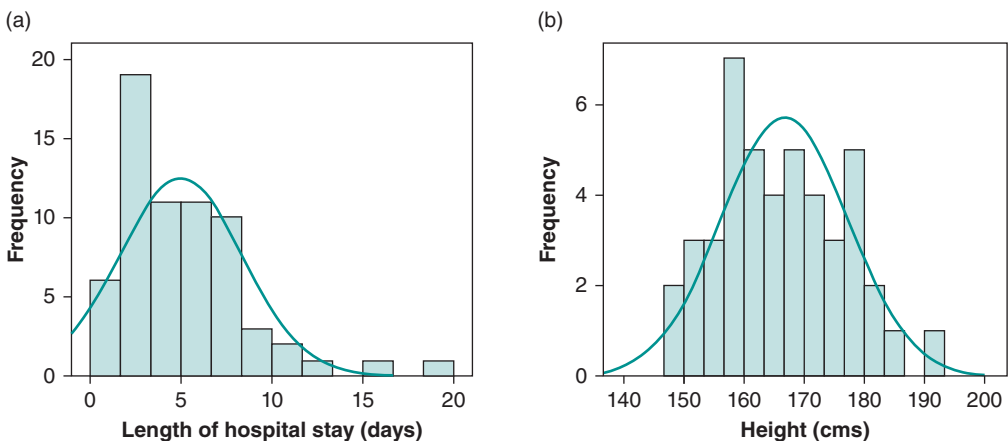 (a)
20
15
10
5
0
Frequency
0 5 10 15 20
Length of hospital stay (days)
(b)
6
4
2
0
Frequency
140 150 160 170 180 190 200
Height (cms)